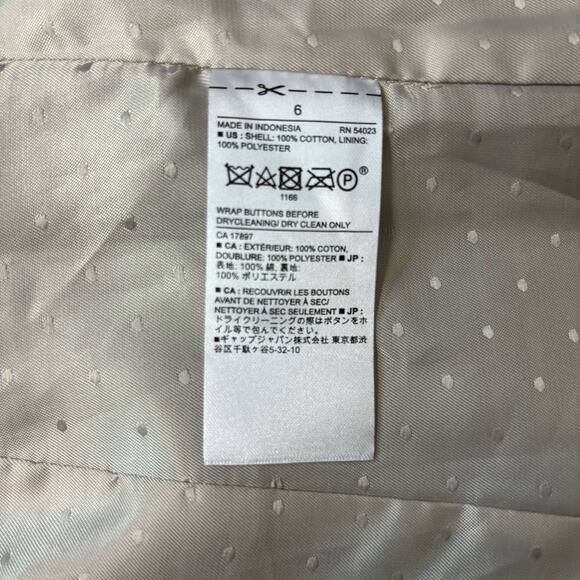 6
MADE IN INDONESIA RN 54023
■ US : SHELL: 100% COTTON, LINING:
100% POLYESTER
P ®
1166
WRAP BUTTONS BEFORE
DRYCLEANING/ DRY CLEAN ONLY
CA 17897
■ CA : EXTÉRIEUR: 100% COTON,
DOUBLURE: 100% POLYESTER ■ JP :
表地: 100% 綿, 裏地:
100% ポリエステル
■ CA : RECOUVRIR LES BOUTONS
AVANT DE NETTOYER À SEC/
NETTOYER À SEC SEULEMENT ■ JP :
ドライクリーニングの際はボタンをホ
イル等で包んでください。
■ギャップジャパン株式会社 東京都渋
谷区千駄ヶ谷5-32-10